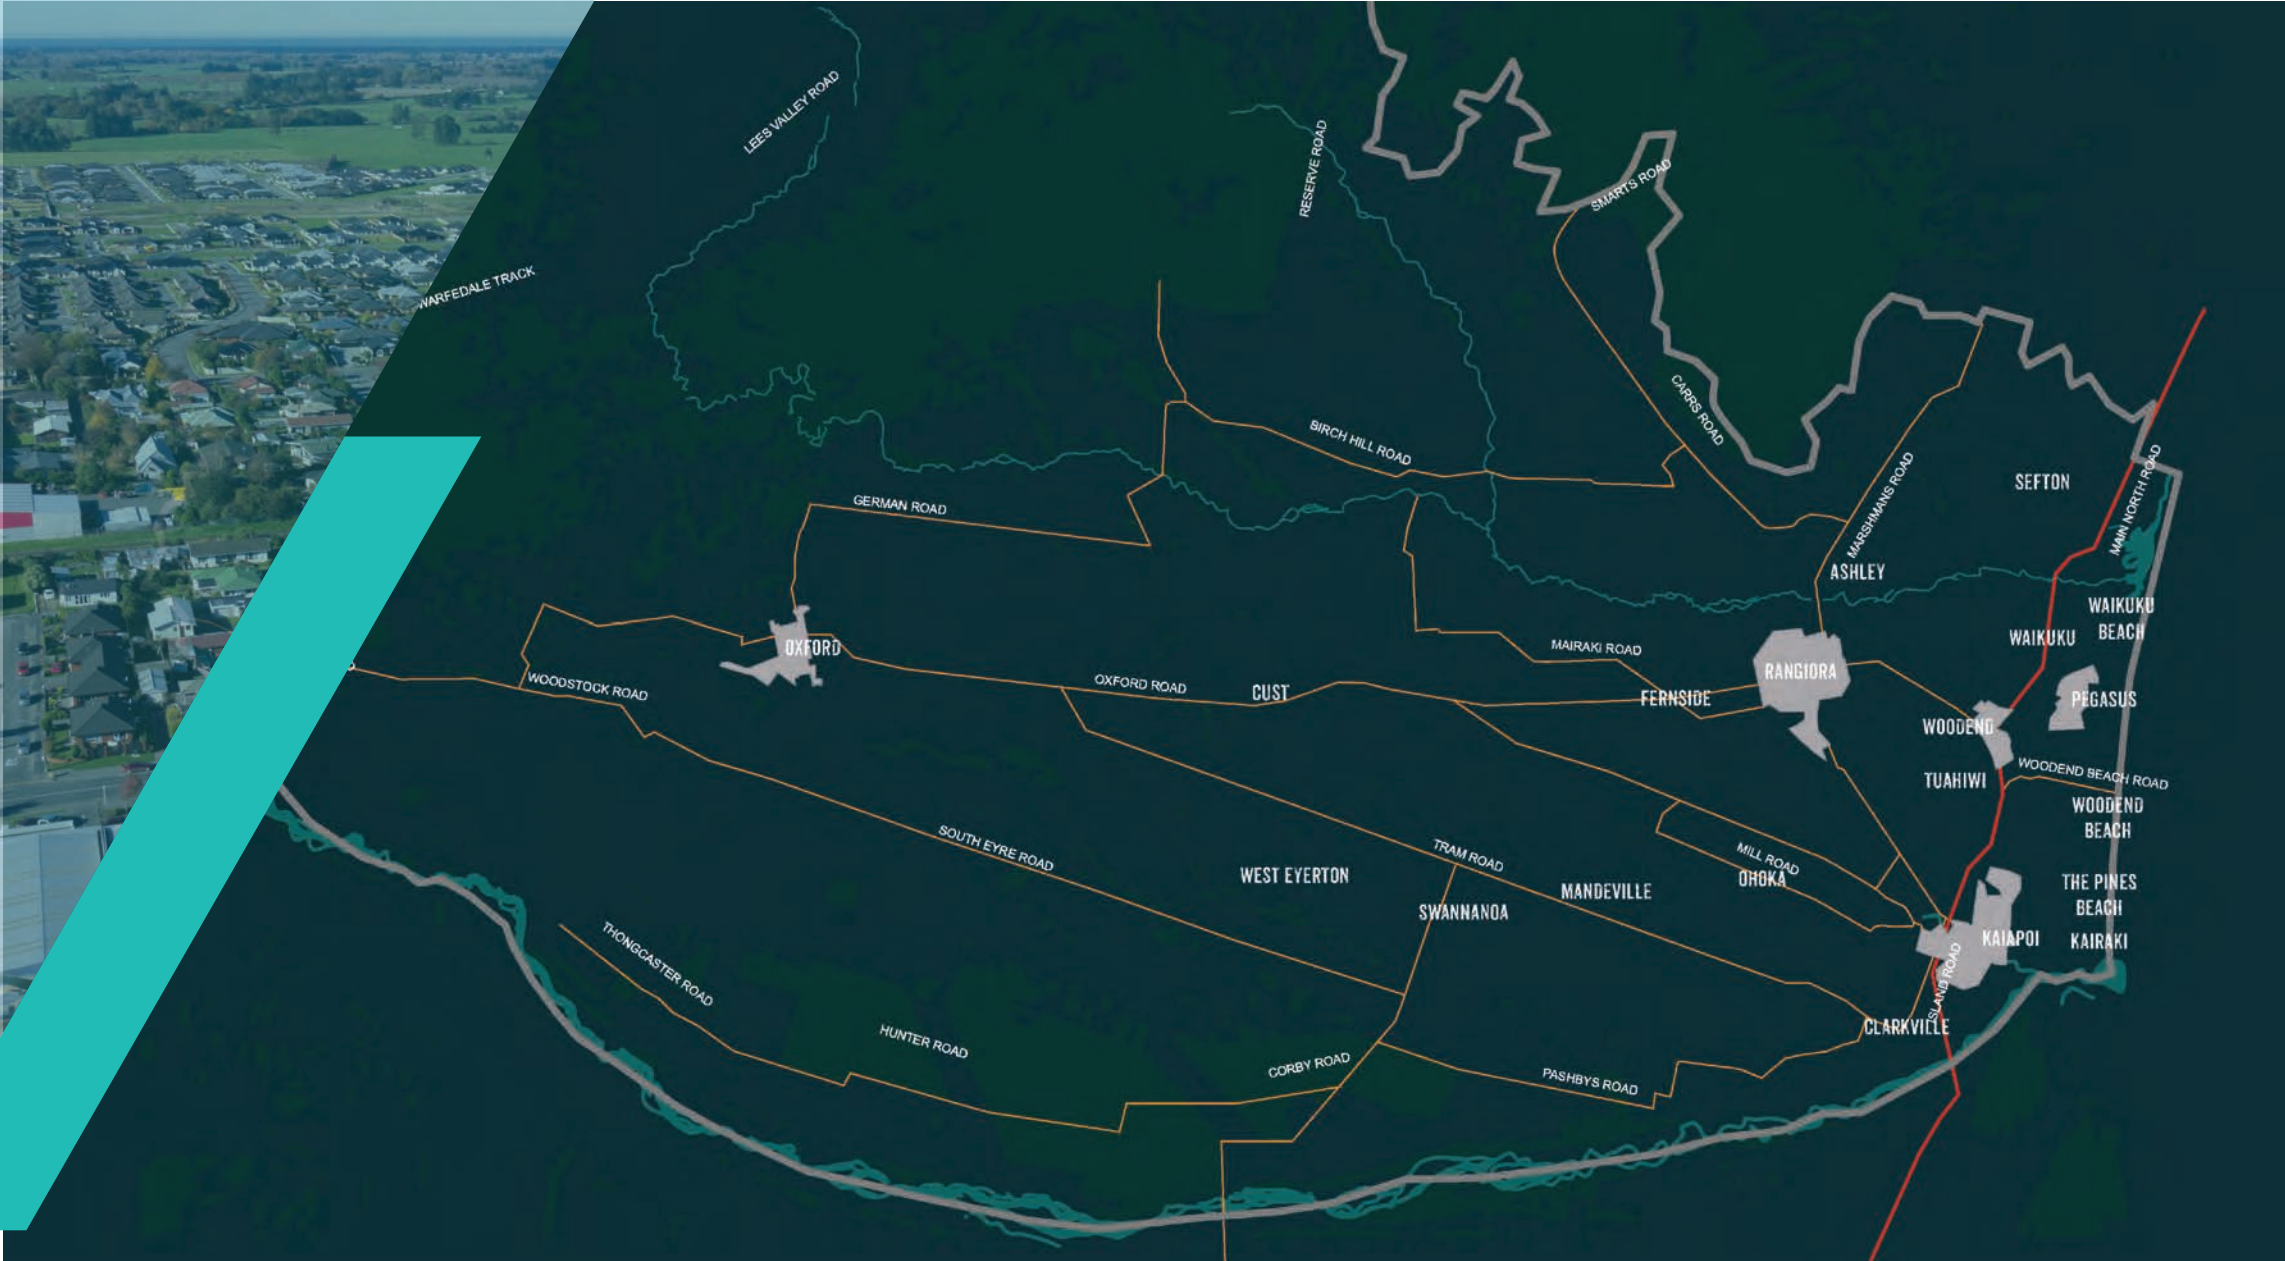 LEES VALLEY ROAD
RESERVE ROAD
SMARTS ROAD
WARFEDALE TRACK
CARRS ROAD
BIRCH HILL ROAD
MARSHMANS ROAD
SEFTON
MAIN NORTH ROAD
GERMAN ROAD
ASHLEY
WAIKUKU
BEACH
WAIKUKU
OXFORD
MAIRAKI ROAD
RANGIORA
WOODSTOCK ROAD
OXFORD ROAD
CUST
FERNSIDE
PEGASUS
WOODEND
WOODEND BEACH ROAD
TUAHIWI
WOODEND
BEACH
SOUTH EYRE ROAD
TRAM ROAD
MILL ROAD
WEST EYERTON
MANDEVILLE
OHOKA
THE PINES
BEACH
SWANNANOA
KAIAPOI
KAIRAKI
THONGCASTER ROAD
ISLAND ROAD
CLARKVILLE
HUNTER ROAD
CORBY ROAD
PASHBYS ROAD